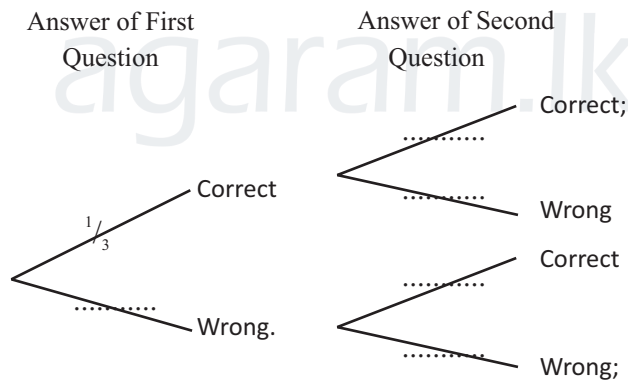 Answer of First
Question
Answer of Second
Question
agaram.lk
Correct;
Correct
1/3
Wrong
Correct
Wrong.
Wrong;